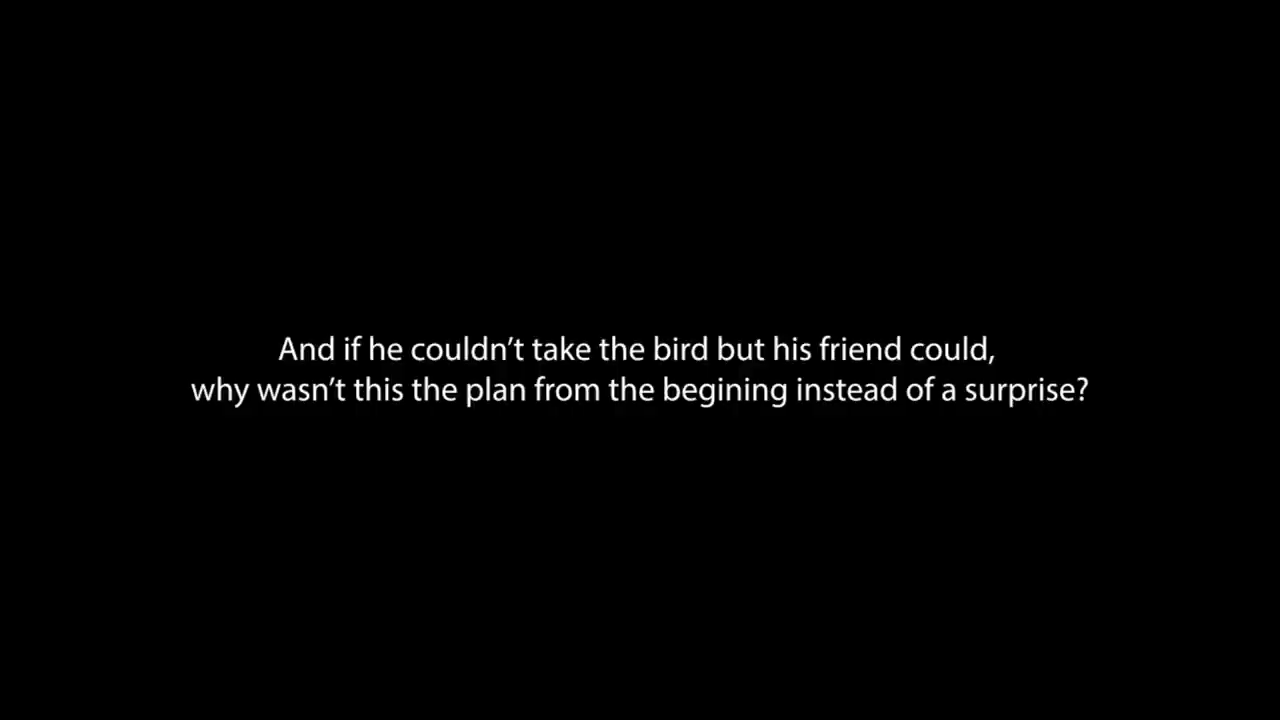 And if he couldn’t take the bird but his friend could,
why wasn’t this the plan from the begining instead of a surprise?